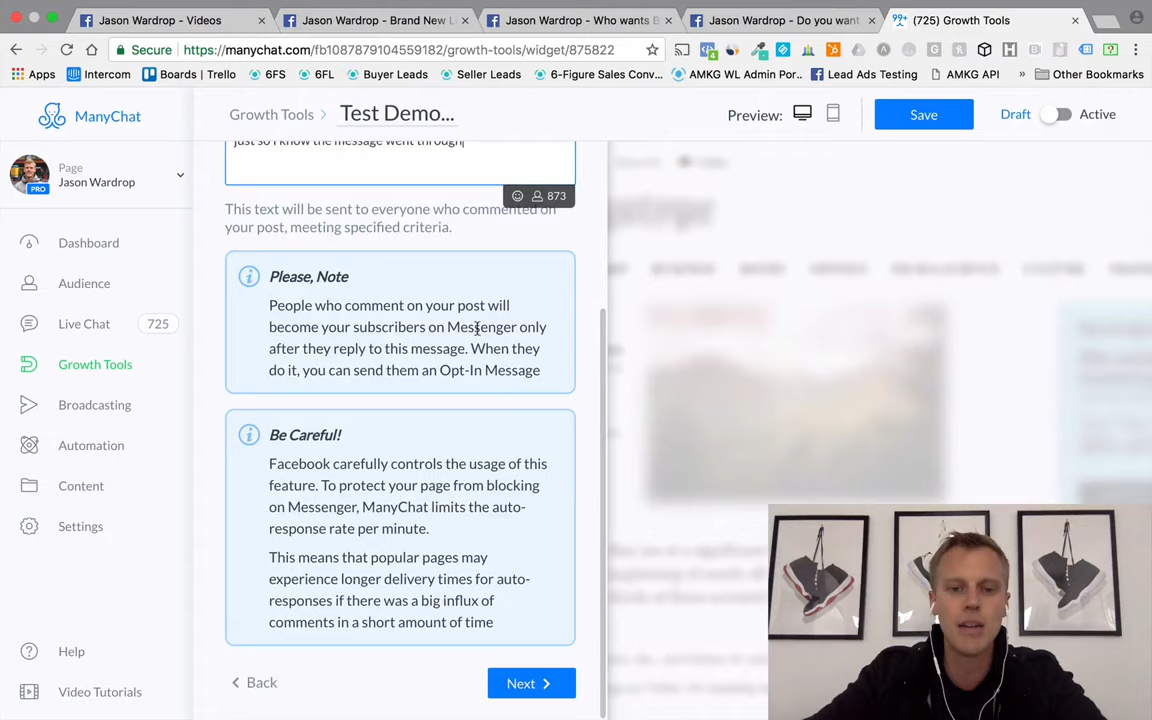 Jason Wardrop - Videos
Jason Wardrop - Brand New L
Jason Wardrop - Who wants B
Jason Wardrop - Do you want
99+ (725) Growth Tools
Secure https://manychat.com/fb1087879104559182/growth-tools/widget/875822
Apps Intercom Boards | Trello 6FS 6FL Buyer Leads Seller Leads 6-Figure Sales Conv... AMKG WL Admin Por.. Lead Ads Testing AMKG API » Other Bookmarks
ManyChat
Growth Tools
Test Demo...
Preview:
Save
Draft
Active
Page
Jason Wardrop
PRO
Dashboard
Audience
Live Chat 725
Growth Tools
Broadcasting
Automation
Content
Settings
Help
Video Tutorials
just so I know the message went through
873
This text will be sent to everyone who commented on
your post, meeting specified criteria.
Please, Note
People who comment on your post will
become your subscribers on Messenger only
after they reply to this message. When they
do it, you can send them an Opt-In Message
Be Careful!
Facebook carefully controls the usage of this
feature. To protect your page from blocking
on Messenger, ManyChat limits the auto-
response rate per minute.
This means that popular pages may
experience longer delivery times for auto-
responses if there was a big influx of
comments in a short amount of time
Back
Next